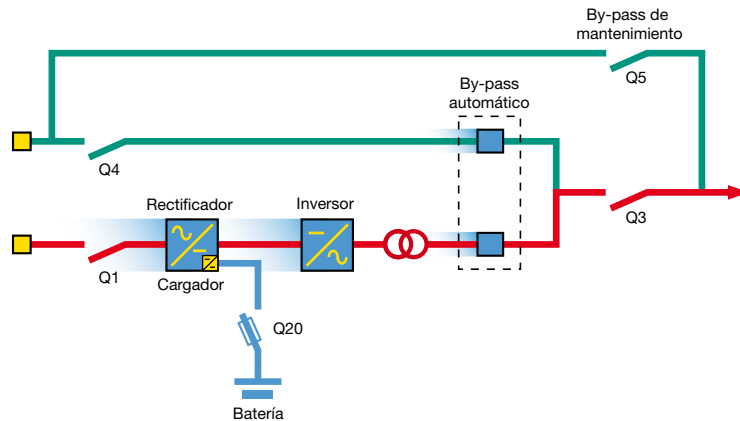 By-pass de
mantenimiento
Q5
By-pass
automático
Q4
Rectificador
Inversor
Q3
Q1
Cargador
Q20
Batería